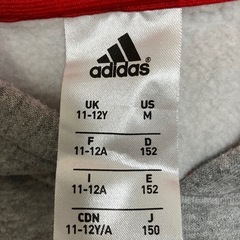 adidas®
UK US
11-12Y M
F D
11-12A 152
I E
11-12A 152
CDN J
11-12Y/A 150